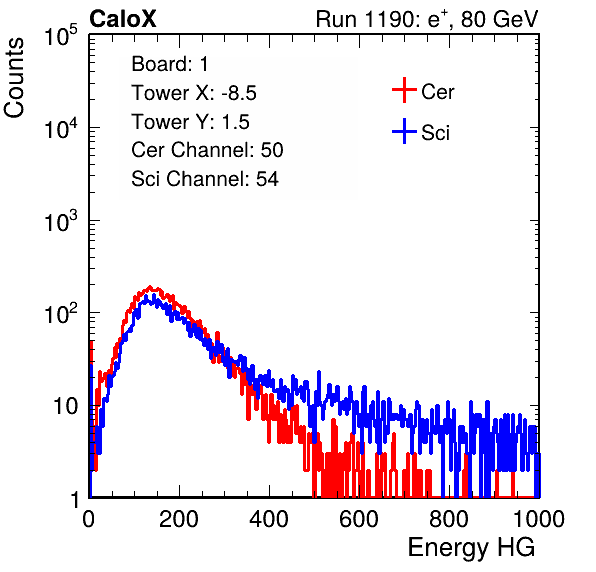 CaloX Run 1190: e⁺, 80 GeV
Counts
10⁵
10⁴
10³
10²
10
1
Board: 1
Tower X: -8.5
Tower Y: 1.5
Cer Channel: 50
Sci Channel: 54
Cer
Sci
0 200 400 600 800 1000
Energy HG